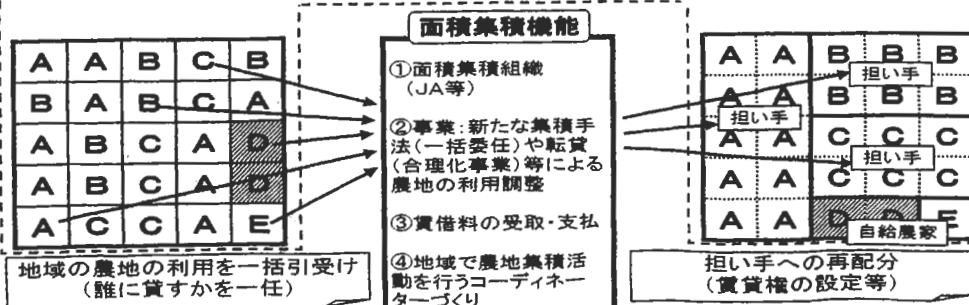 面積集積機能
A A B C B
B A B C A
A B C A D
A B C A D
A C C A E
地域の農地の利用を一括引受け
(誰に貸すかを一任)
①面積集積組織
(JA等)
②事業:新たな集積手
法(一括委任)や転貸
(合理化事業)等による
農地の利用調整
③賃借料の受取・支払
④地域で農地集積活
動を行うコーディネー
ターづくり
A A B B B
担い手
A A B B B
担い手
A A C C C
担い手
A A C C C
A A D D E
自給農家
担い手への再配分
(賃貸権の設定等)